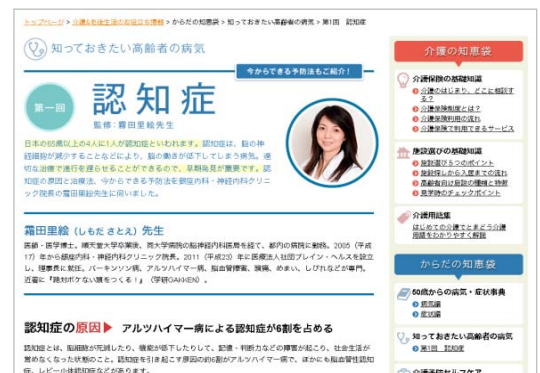 トップページ > 介護&老後生活のお役立ち情報 > からだの知恵袋 > 知っておきたい高齢者の病気 > 第1回 認知症
知っておきたい高齢者の病気
今からできる予防法もご紹介!
第一回
認知症
監修:霜田里絵先生
日本の65歳以上の4人に1人が認知症といわれます。認知症は、脳の神
経細胞が減少することなどにより、脳の働きが低下してしまう病気。適
切な治療で進行を遅らせることができるので、早期発見が重要です。認
知症の原因と治療法、今からできる予防法を銀座内科・神経内科クリニ
ック院長の霜田里絵先生に伺いました。
霜田里絵(しもだ さとえ)先生
医師・医学博士。順天堂大学卒業後、同大学病院の脳神経内科医局を経て、都内の病院に勤務。2005(平成
17)年から銀座内科・神経内科クリニック院長。2011(平成23)年に医療法人社団ブレイン・ヘルスを設立
し、理事長に就任。パーキンソン病、アルツハイマー病、脳血管障害、頭痛、めまい、しびれなどが専門。
近著に『絶対ボケない頭をつくる!』(学研GAKKEN)。
認知症の原因▶ アルツハイマー病による認知症が6割を占める
認知症とは、脳細胞が死滅したり、機能が低下したりして、記憶・判断力などの障害が起こり、社会生活が
営めなくなった状態のこと。認知症を引き起こす原因の約6割がアルツハイマー病で、ほかにも脳血管性認知
症、レビー小体認知症などがあります。
介護の知恵袋
介護保険の基礎知識
介護のはじまり、どこに相談す
る?
介護保険制度とは?
介護保険利用の流れ
介護保険で利用できるサービス
施設選びの基礎知識
施設選び5つのポイント
施設探しから入居までの流れ
高齢者向け施設の種類と特徴
見学時のチェックポイント
介護用語集
はじめての介護でとまどう介護
用語をわかりやすく解説
からだの知恵袋
50歳からの病気・症状事典
病気編
症状編
知っておきたい高齢者の病気
第1回 認知症
介護予防セルフケア